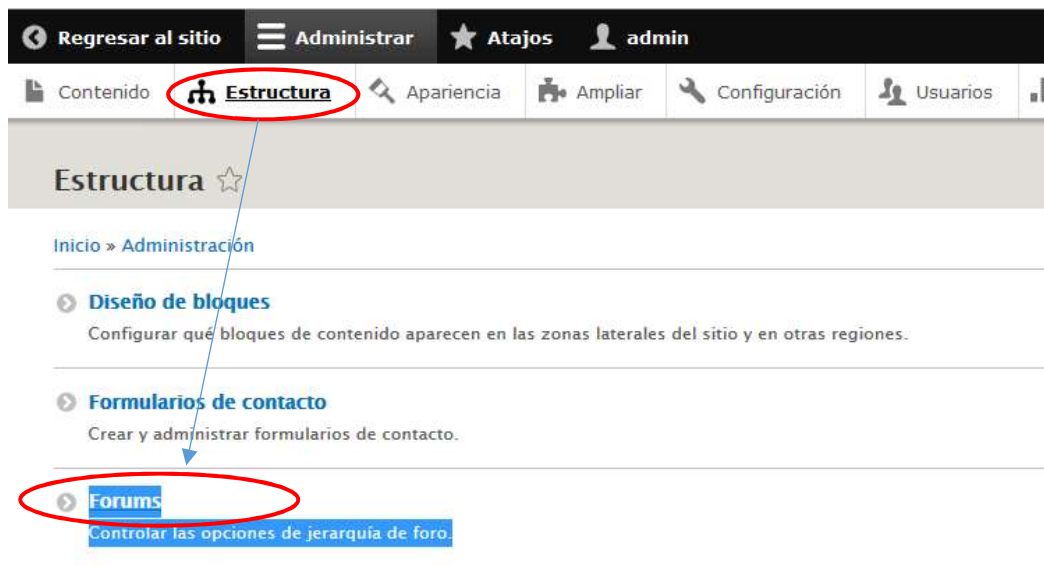 Regresar al sitio Administrar Atajos admin
Contenido Estructura Apariencia Ampliar Configuración Usuarios
Estructura
Inicio » Administración
Diseño de bloques
Configurar qué bloques de contenido aparecen en las zonas laterales del sitio y en otras regiones.
Formularios de contacto
Crear y administrar formularios de contacto.
Forums
Controlar las opciones de jerarquía de foro.